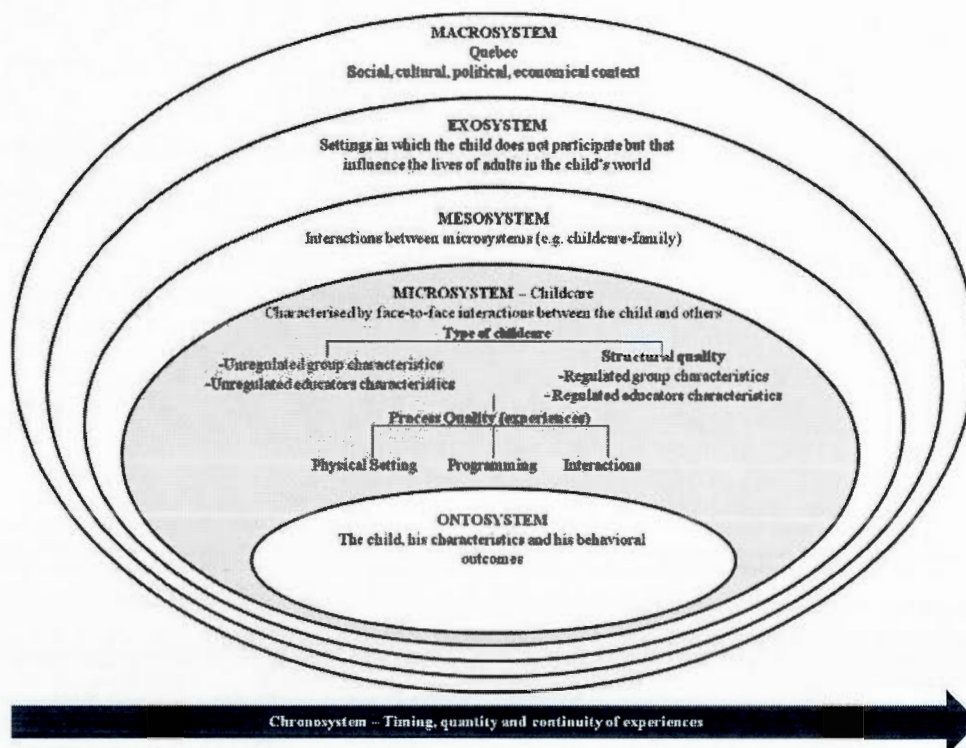 MACROSYSTEM
Quebec
Social, cultural, political, economical context
EXOSYSTEM
Settings in which the child does not participate but that
influence the lives of adults in the child's world
MESOSYSTEM
Interactions between microsystems (e.g. childcare-family)
MICROSYSTEM – Childcare
Characterised by face-to-face interactions between the child and others
Type of childcare
-Unregulated group characteristics
-Unregulated educators characteristics
Structural quality
-Regulated group characteristics
-Regulated educators characteristics
Process Quality (experiences)
Physical Setting Programming Interactions
ONTOSYSTEM
The child, his characteristics and his behavioral
outcomes
Chronosystem – Timing, quantity and continuity of experiences